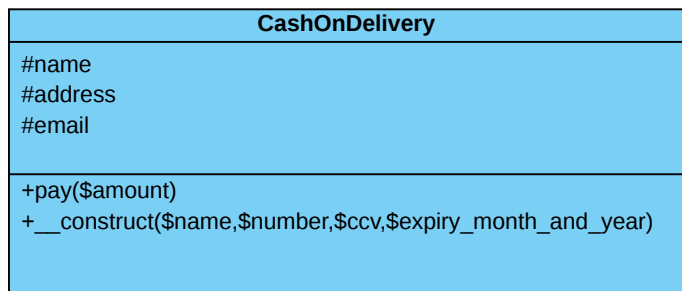 CashOnDelivery
#name
#address
#email
+pay($amount)
+__construct($name,$number,$ccv,$expiry_month_and_year)